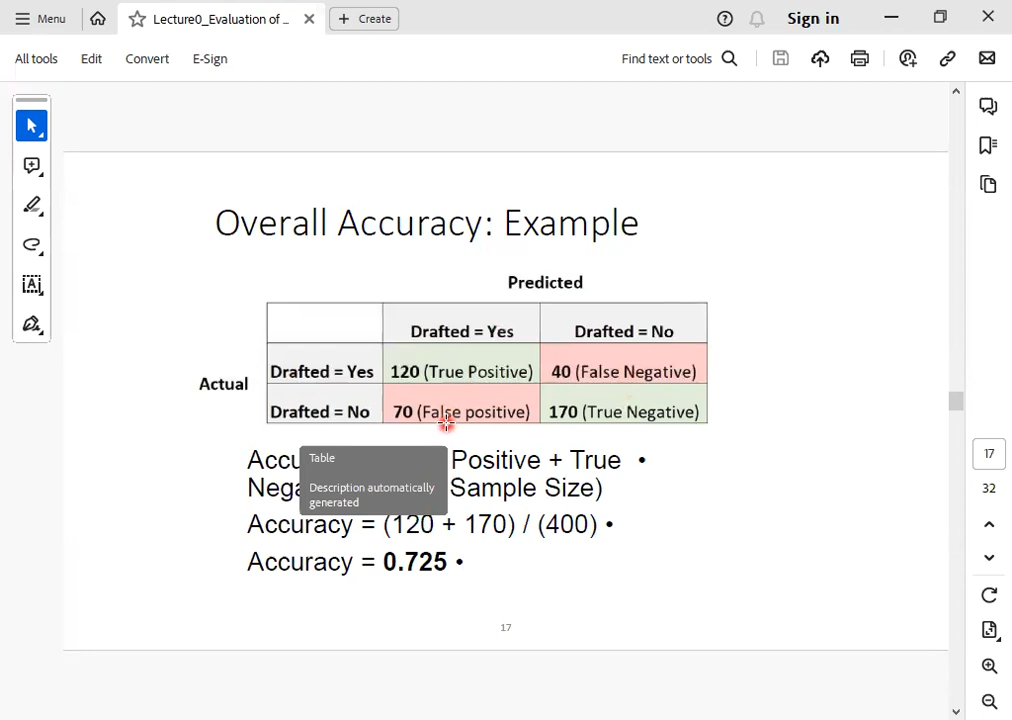 Menu
Lecture0_Evaluation of ...
Create
Sign in
All tools
Edit
Convert
E-Sign
Find text or tools
Overall Accuracy: Example
Predicted
Drafted = Yes
Drafted = No
Actual
Drafted = Yes
120 (True Positive)
40 (False Negative)
Drafted = No
70 (False positive)
170 (True Negative)
Accu Positive + True •
Nega Sample Size)
Table
Description automatically
generated
Accuracy = (120 + 170) / (400) •
Accuracy = 0.725 •
17
17
32